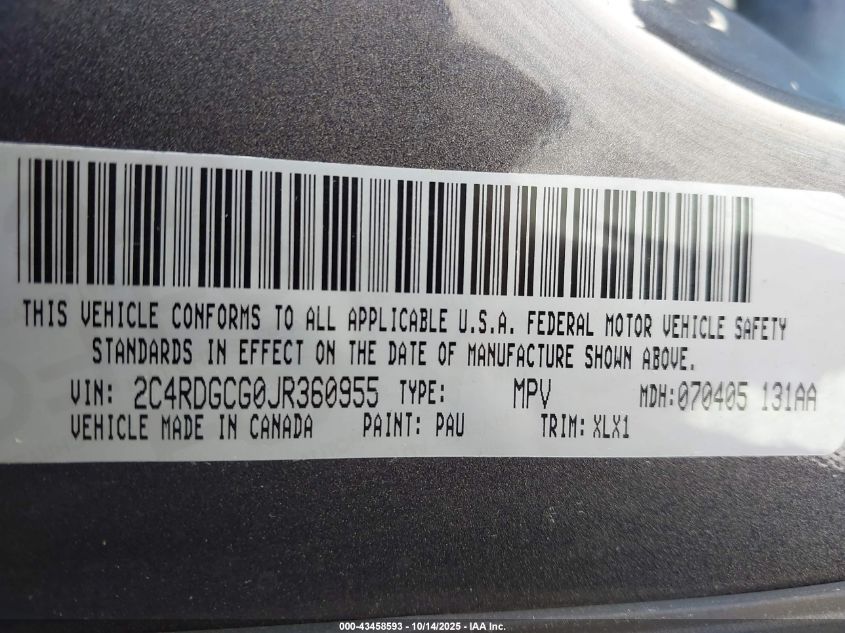 THIS VEHICLE CONFORMS TO ALL APPLICABLE U.S.A. FEDERAL MOTOR VEHICLE SAFETY
STANDARDS IN EFFECT ON THE DATE OF MANUFACTURE SHOWN ABOVE.
VIN: 2C4RDGCG0JR360955 TYPE: MPV MDH:070405 131AA
VEHICLE MADE IN CANADA PAINT: PAU TRIM: XLX1
000-43458593 - 10/14/2025 - IAA Inc.